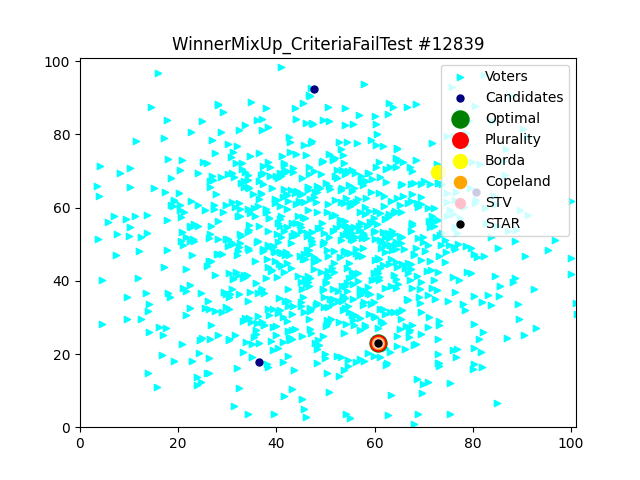 WinnerMixUp_CriteriaFailTest #12839
100
80
60
40
20
0
0
20
40
60
80
100
Voters
Candidates
Optimal
Plurality
Borda
Copeland
STV
STAR